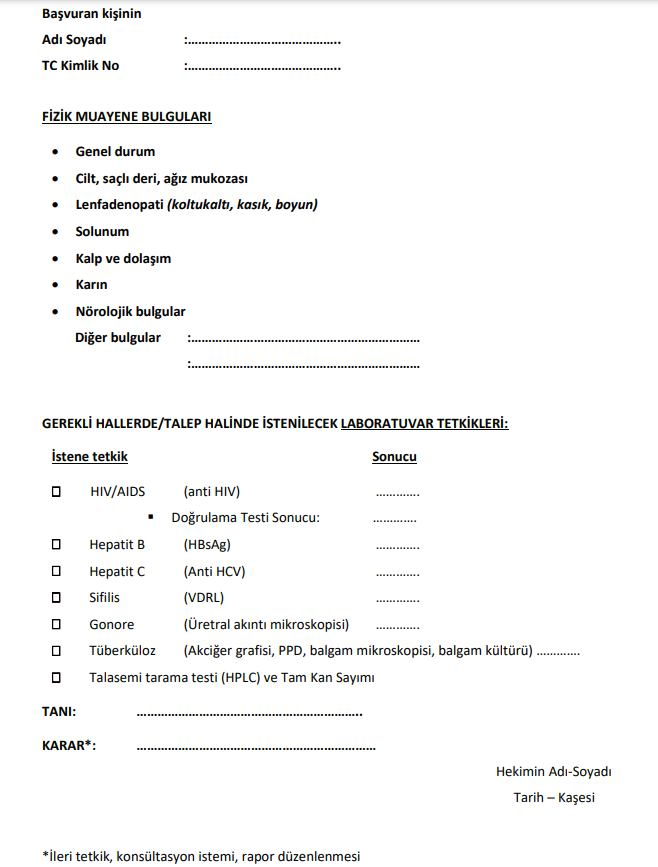 Başvuran kişinin
Adı Soyadı :……………………………………..
TC Kimlik No :……………………………………..
FİZİK MUAYENE BULGULARI
• Genel durum
• Cilt, saçlı deri, ağız mukozası
• Lenfadenopati (koltukaltı, kasık, boyun)
• Solunum
• Kalp ve dolaşım
• Karın
• Nörolojik bulgular
Diğer bulgular :…………………………………………………………
:…………………………………………………………
GEREKLİ HALLERDE/TALEP HALİNDE İSTENİLECEK LABORATUVAR TETKİKLERİ:
İstene tetkik Sonucu
□ HIV/AIDS (anti HIV) ………….
▪ Doğrulama Testi Sonucu: ………….
□ Hepatit B (HBsAg) ………….
□ Hepatit C (Anti HCV) ………….
□ Sifilis (VDRL) ………….
□ Gonore (Üretral akıntı mikroskopisi) ………….
□ Tüberküloz (Akciğer grafisi, PPD, balgam mikroskopisi, balgam kültürü) ………….
□ Talasemi tarama testi (HPLC) ve Tam Kan Sayımı
TANI: ………………………………………………………..
KARAR*: ……………………………………………………………
Hekimin Adı-Soyadı
Tarih – Kaşesi
*İleri tetkik, konsültasyon istemi, rapor düzenlenmesi